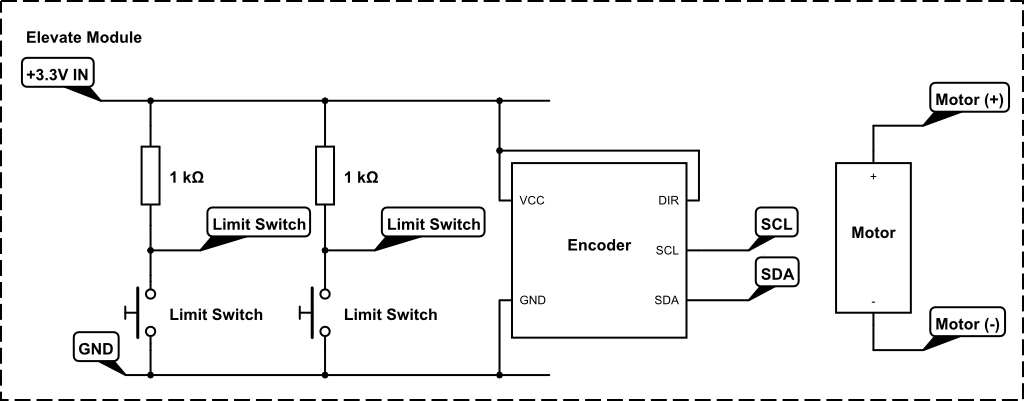 Elevate Module
+3.3V IN
Motor (+)
1 kΩ
1 kΩ
+
VCC
DIR
Limit Switch
Limit Switch
SCL
Motor
Encoder
SCL
SDA
GND
SDA
-
Limit Switch
Limit Switch
Motor (-)
GND